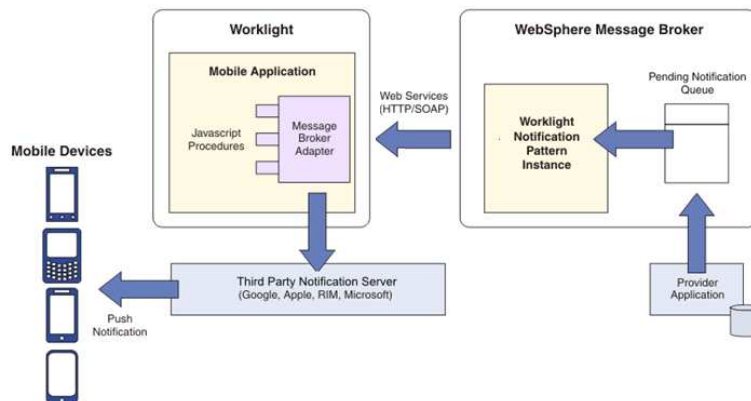 Worklight
Mobile Application
Javascript
Procedures
Message
Broker
Adapter
Web Services
(HTTP/SOAP)
WebSphere Message Broker
Pending Notification
Queue
Worklight
Notification
Pattern
Instance
Mobile Devices
Third Party Notification Server
(Google, Apple, RIM, Microsoft)
Push
Notification
Provider
Application